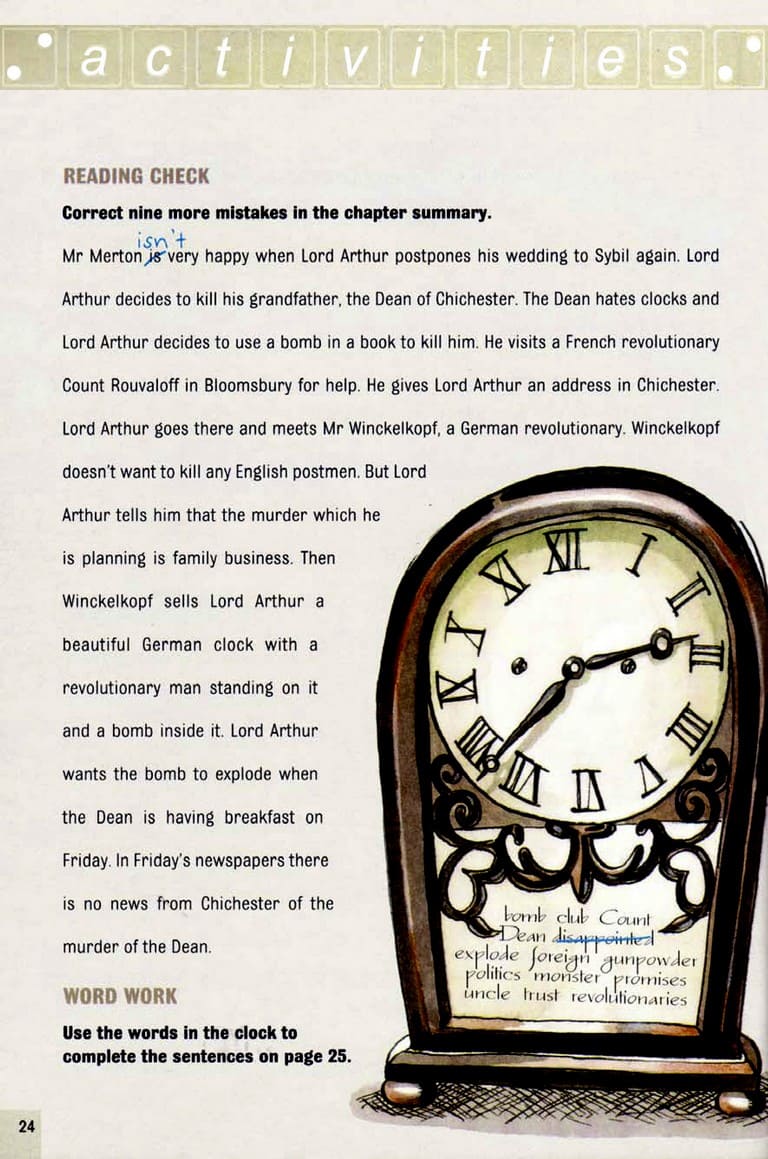 activities
READING CHECK
Correct nine more mistakes in the chapter summary.
isn't
Mr Merton is very happy when Lord Arthur postpones his wedding to Sybil again. Lord
Arthur decides to kill his grandfather, the Dean of Chichester. The Dean hates clocks and
Lord Arthur decides to use a bomb in a book to kill him. He visits a French revolutionary
Count Rouvaloff in Bloomsbury for help. He gives Lord Arthur an address in Chichester.
Lord Arthur goes there and meets Mr Winckelkopf, a German revolutionary. Winckelkopf
doesn't want to kill any English postmen. But Lord
Arthur tells him that the murder which he
is planning is family business. Then
Winckelkopf sells Lord Arthur a
beautiful German clock with a
revolutionary man standing on it
and a bomb inside it. Lord Arthur
wants the bomb to explode when
the Dean is having breakfast on
Friday. In Friday's newspapers there
is no news from Chichester of the
murder of the Dean.
XII I II III IIII V VI VII VIII IX X XI
bomb club Count
Dean disappointed
explode foreign gunpowder
politics monster promises
uncle trust revolutionaries
WORD WORK
Use the words in the clock to
complete the sentences on page 25.
24